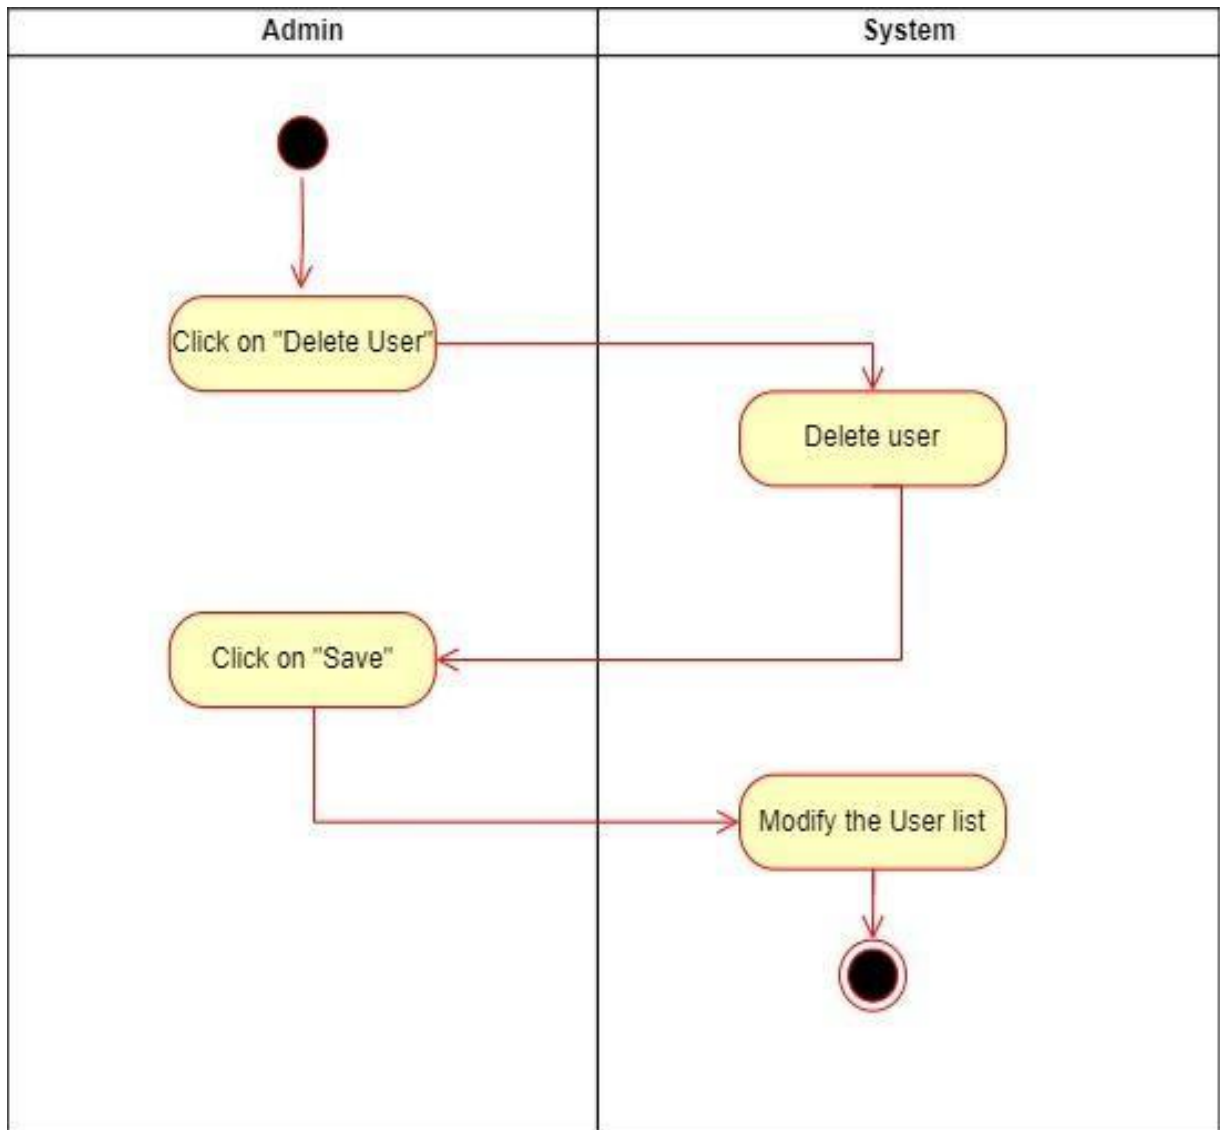 Admin
System
Click on "Delete User"
Delete user
Click on "Save"
Modify the User list